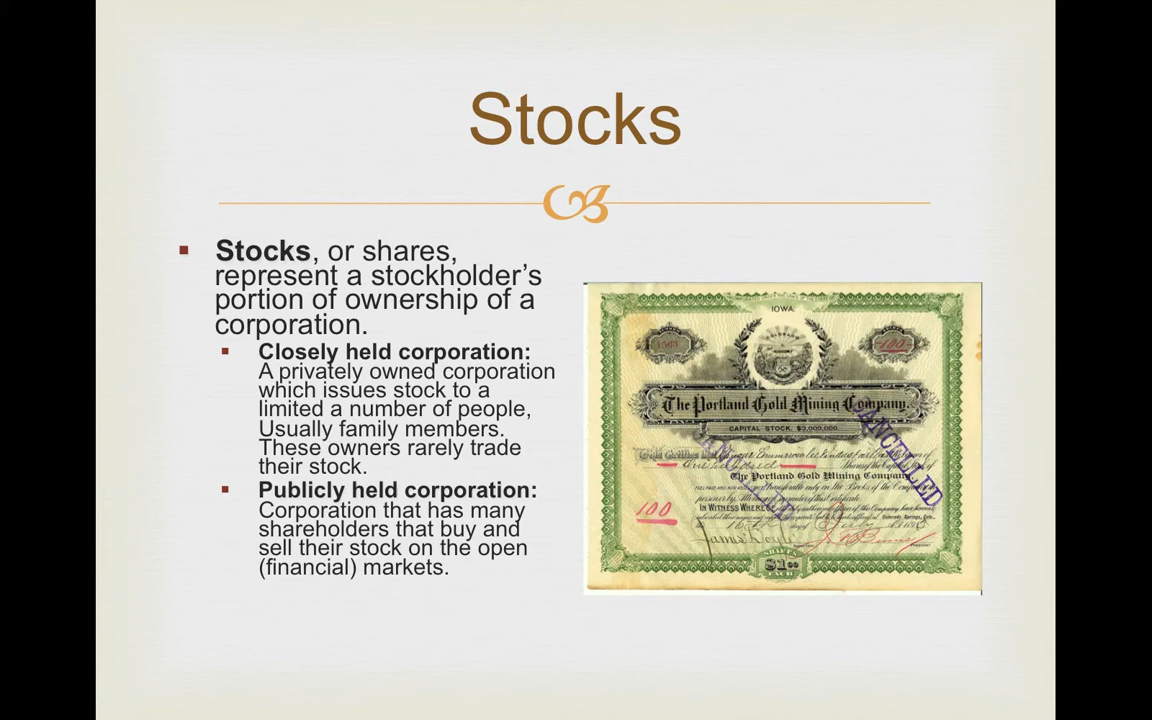 Stocks
Stocks, or shares,
represent a stockholder's
portion of ownership of a
corporation.
Closely held corporation:
A privately owned corporation
which issues stock to a
limited a number of people,
Usually family members.
These owners rarely trade
their stock.
Publicly held corporation:
Corporation that has many
shareholders that buy and
sell their stock on the open
(financial) markets.
IOWA.
100
The Portland Gold Mining Company.
CAPITAL STOCK, $3,000,000.
CANCELLED
The Portland Gold Mining Company
IN WITNESS WHEREOF
100
SHARES
$1.00
EACH